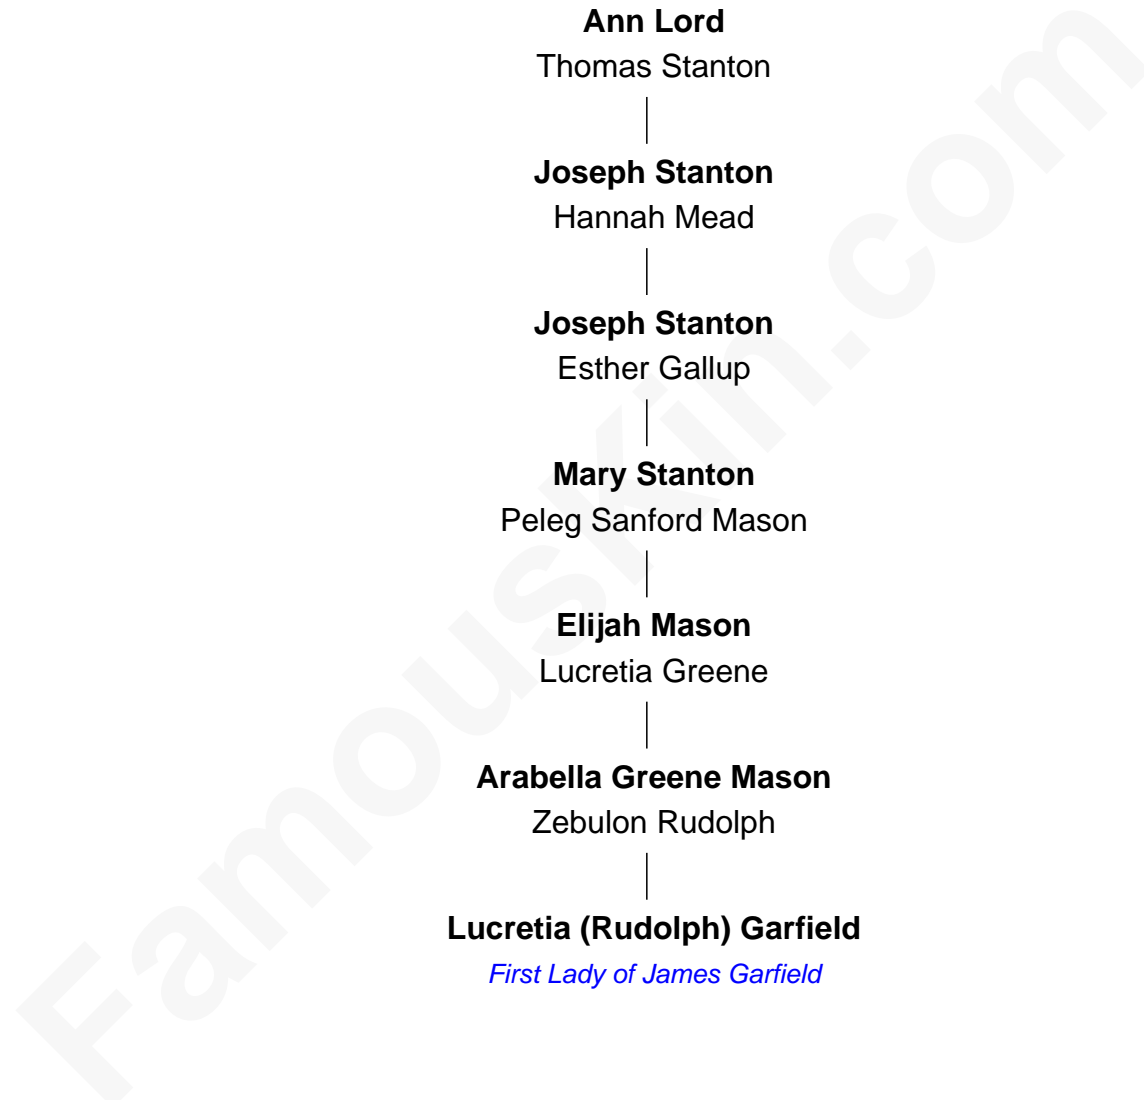 Ann Lord
Thomas Stanton
Joseph Stanton
Hannah Mead
Joseph Stanton
Esther Gallup
Mary Stanton
Peleg Sanford Mason
Elijah Mason
Lucretia Greene
Arabella Greene Mason
Zebulon Rudolph
Lucretia (Rudolph) Garfield
First Lady of James Garfield
FamousKin.com